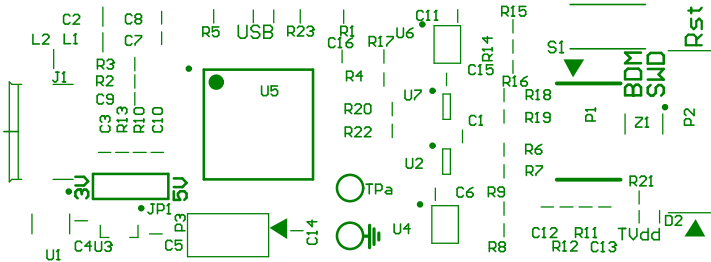 C2
C8
L2
L1
C7
R5
USB
R23
R1
C16
R17
U6
C11
R15
S1
Rst
J1
R3
R2
C9
U5
R4
C15
R14
R16
BDM
SWD
C3
R13
R10
C10
R20
R22
U7
C1
R18
R19
P1
Z1
P2
U2
R6
R7
3V
5V
JP1
P3
TPa
C6
R9
R21
D2
U1
C4
U3
C5
C14
U4
R8
C12
R12
R11
C13
TVdd